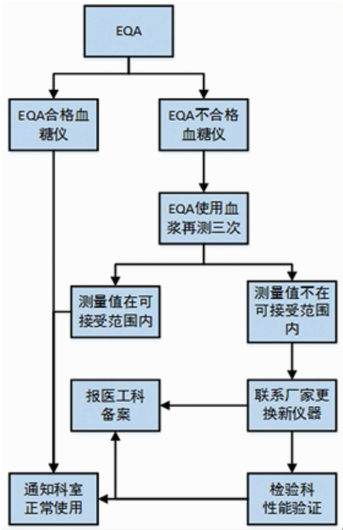 EQA
EQA合格血
糖仪
EQA不合格
血糖仪
EQA使用血
浆再测三次
测量值在可
接受范围内
测量值不在
可接受范围
内
报医工科
备案
联系厂家更
换新仪器
通知科室
正常使用
检验科
性能验证